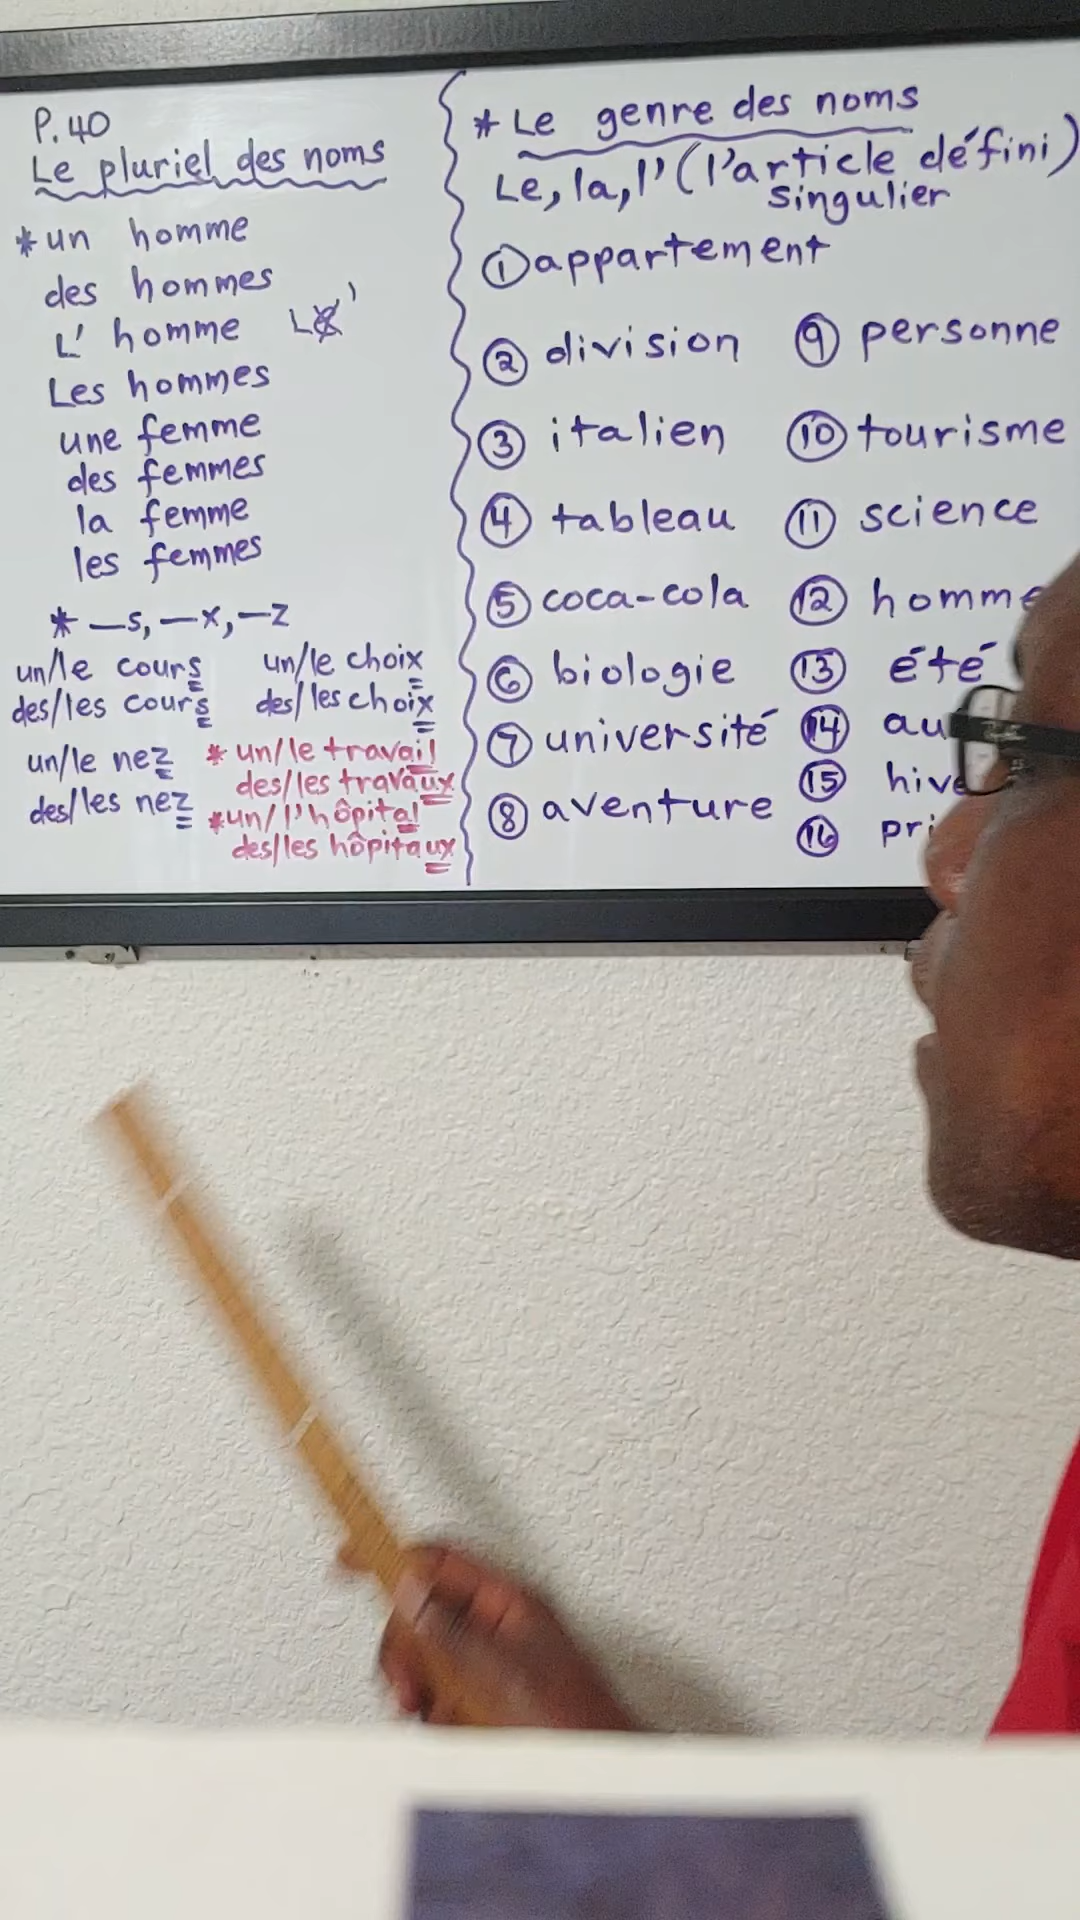 P.40
Le pluriel des noms
* un homme
des hommes
L' homme Le'
Les hommes
une femme
des femmes
la femme
les femmes
* —s, —x, —z
un/le cours un/le choix
des/les cours des/les choix
un/le nez * un/le travail
des/les nez des/les travaux
*un/l'hôpital
des/les hôpitaux
* Le genre des noms
Le, la, l' (l'article défini)
singulier
① appartement
② division ⑨ personne
③ italien ⑩ tourisme
④ tableau ⑪ science
⑤ coca-cola ⑫ homme
⑥ biologie ⑬ été
⑦ université ⑭
⑧ aventure ⑮
⑯